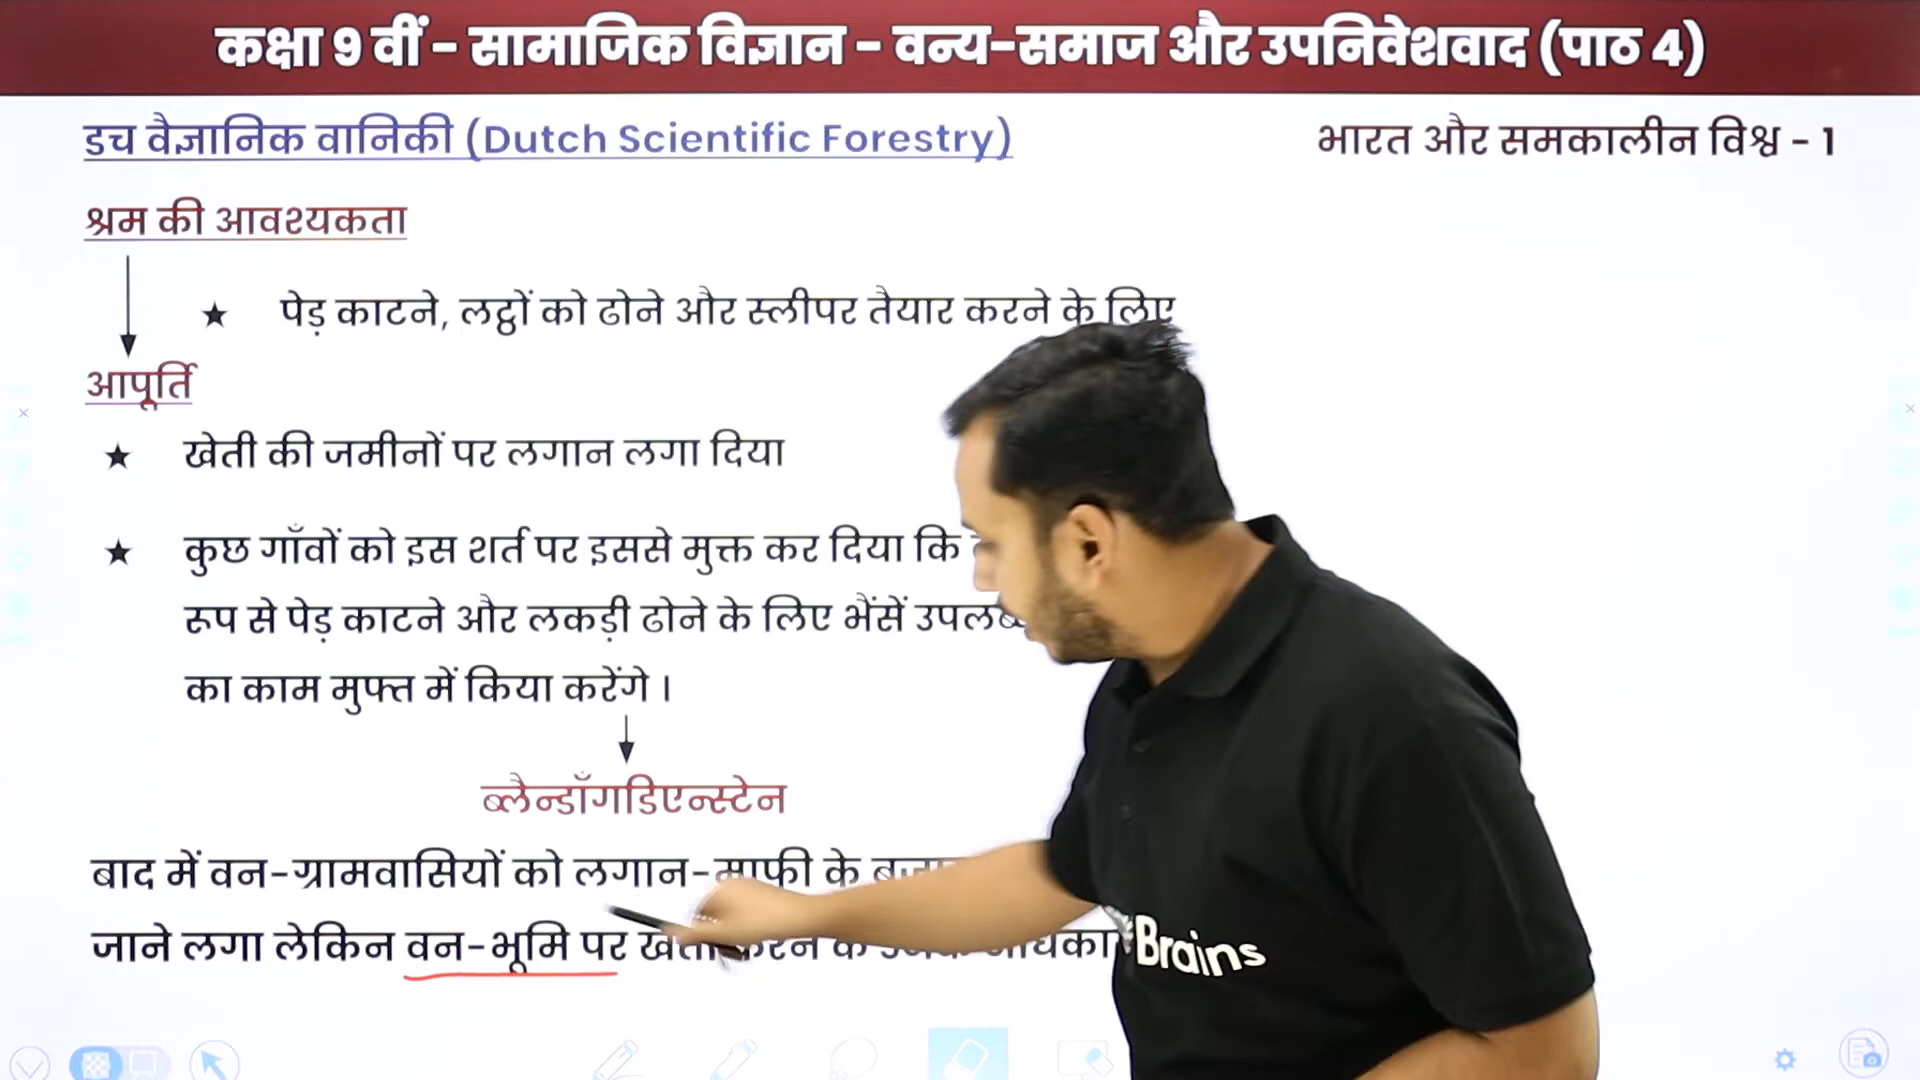 कक्षा 9 वीं - सामाजिक विज्ञान - वन्य-समाज और उपनिवेशवाद (पाठ 4)
डच वैज्ञानिक वानिकी (Dutch Scientific Forestry)
भारत और समकालीन विश्व - 1
श्रम की आवश्यकता
★ पेड़ काटने, लट्ठों को ढोने और स्लीपर तैयार करने के लिए
आपूर्ति
★ खेती की जमीनों पर लगान लगा दिया
★ कुछ गाँवों को इस शर्त पर इससे मुक्त कर दिया कि
रूप से पेड़ काटने और लकड़ी ढोने के लिए भैंसें
का काम मुफ्त में किया करेंगे ।
ब्लैन्डाँगडिएन्स्टेन
बाद में वन-ग्रामवासियों को लगान-माफी के
जाने लगा लेकिन वन-भूमि पर
Brains